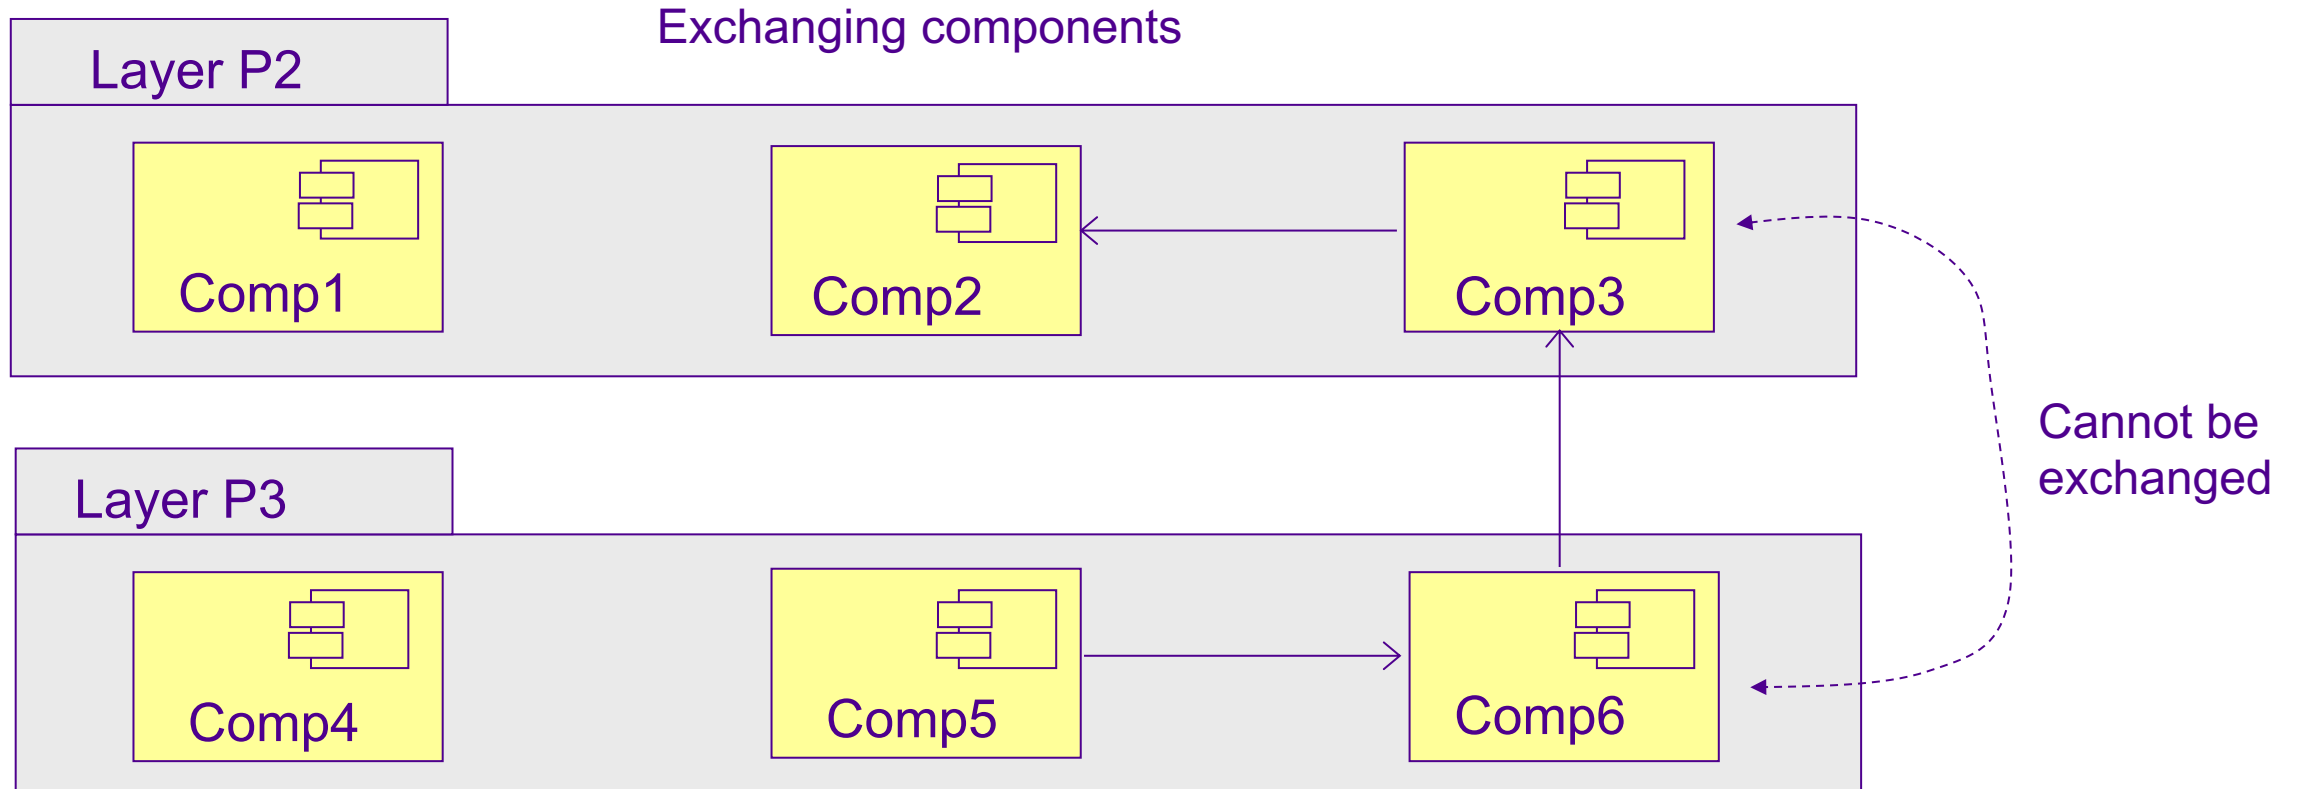 Exchanging components
Layer P2
Comp1
Comp2
Comp3
Cannot be
exchanged
Layer P3
Comp4
Comp5
Comp6